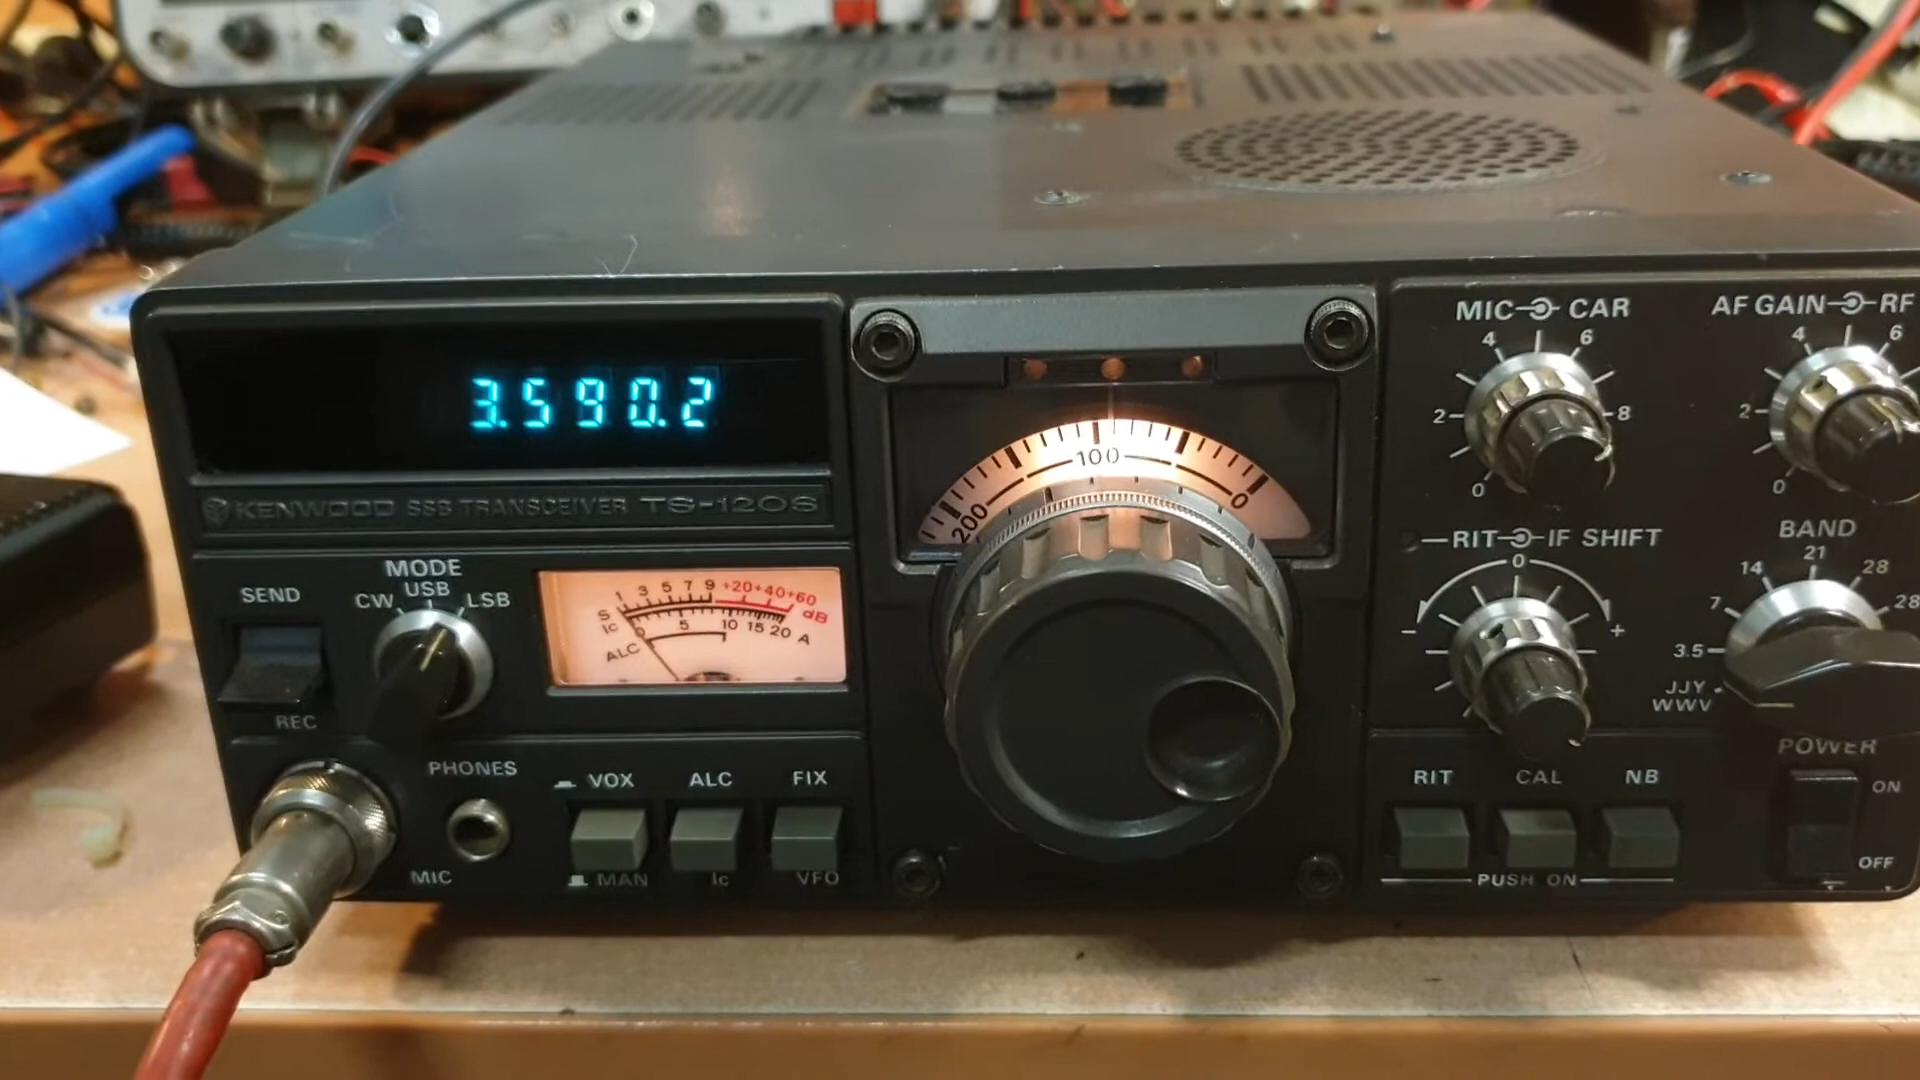 3.590.2
KENWOOD SSB TRANSCEIVER TS-120S
SEND
REC
MODE
CW USB LSB
S 1 3 5 7 9 +20 +40 +60 dB
Ic 0 5 10 15 20 A
ALC
PHONES
MIC
VOX ALC FIX
MAN Ic VFO
200 100 0
MIC CAR
0 2 4 6 8
AF GAIN RF
0 2 4 6
RIT IF SHIFT
0
- +
BAND
JJY
WWV
3.5 7 14 21 28 28
RIT CAL NB
PUSH ON
POWER
ON
OFF